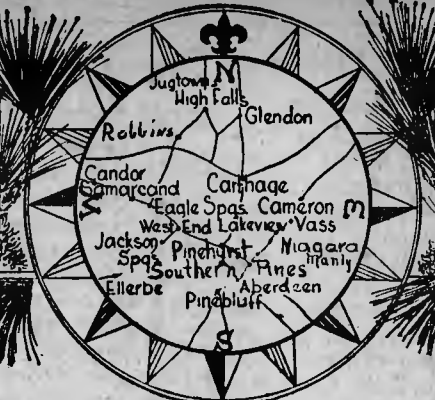 N
Jugtown
High Falls
Glendon
Robbins
Candor
Samarcand
Carthage
W
Eagle Spgs.
Cameron
E
West End
Lakeview
Vass
Jackson
Spgs
Pinehurst
Niagara
Manly
Southern Pines
Ellerbe
Aberdeen
Pinebluff
S